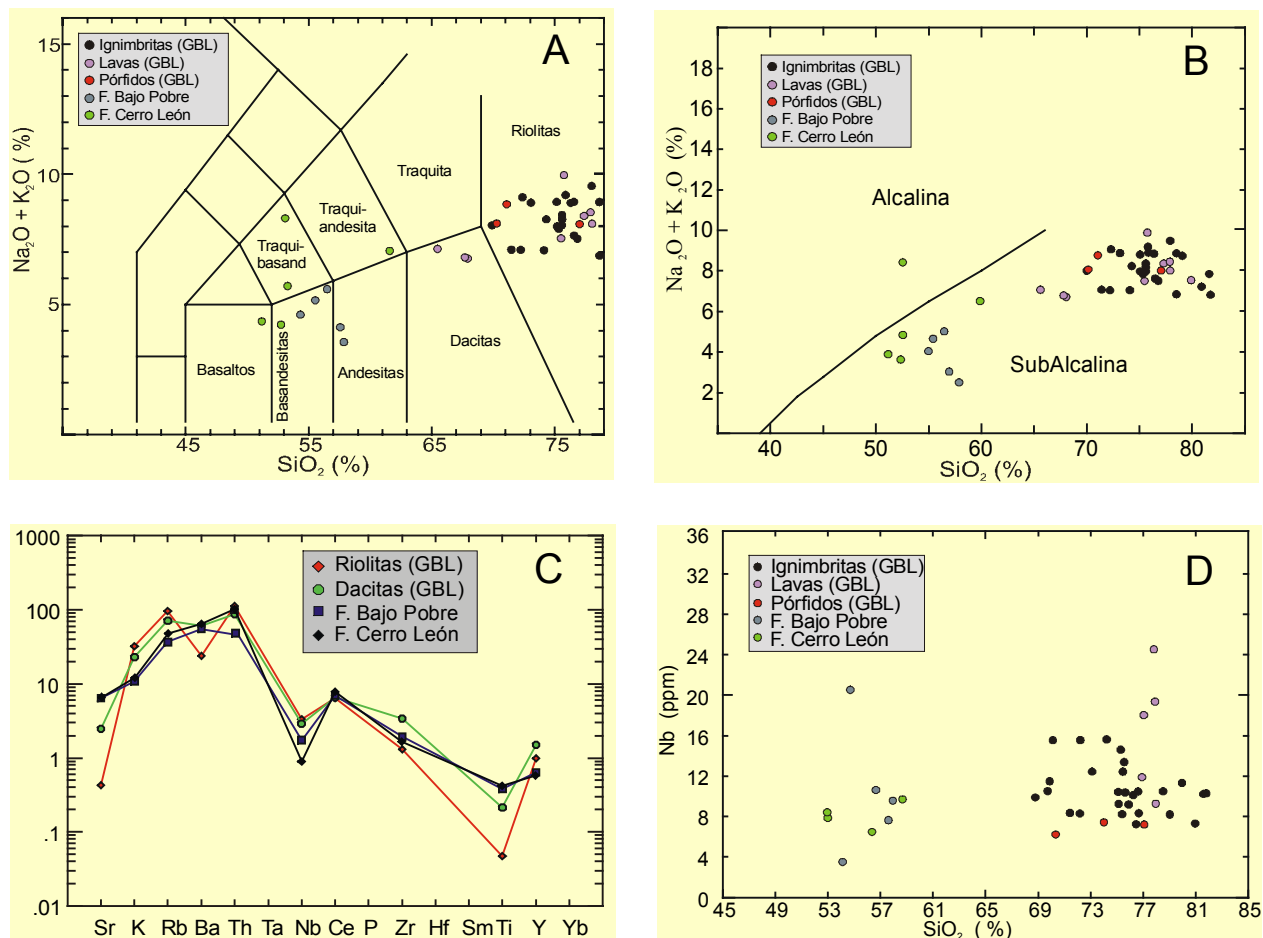 A
Ignimbritas (GBL)
Lavas (GBL)
Pórfidos (GBL)
F. Bajo Pobre
F. Cerro León
15
10
5
Na₂O + K₂O ( %)
Riolitas
Traquita
Traqui-
andesita
Traqui-
basand
Basaltos
Basandesitas
Andesitas
Dacitas
45 55 65 75
SiO₂ (%)
B
Ignimbritas (GBL)
Lavas (GBL)
Pórfidos (GBL)
F. Bajo Pobre
F. Cerro León
18
16
14
12
10
8
6
4
2
Na₂O + K₂O (%)
Alcalina
SubAlcalina
40 50 60 70 80
SiO₂ (%)
C
Riolitas (GBL)
Dacitas (GBL)
F. Bajo Pobre
F. Cerro León
1000
100
10
1
.1
.01
Sr K Rb Ba Th Ta Nb Ce P Zr Hf Sm Ti Y Yb
D
Ignimbritas (GBL)
Lavas (GBL)
Pórfidos (GBL)
F. Bajo Pobre
F. Cerro León
36
32
28
24
20
16
12
8
4
0
Nb (ppm)
45 49 53 57 61 65 69 73 77 81 85
SiO₂ ( %)